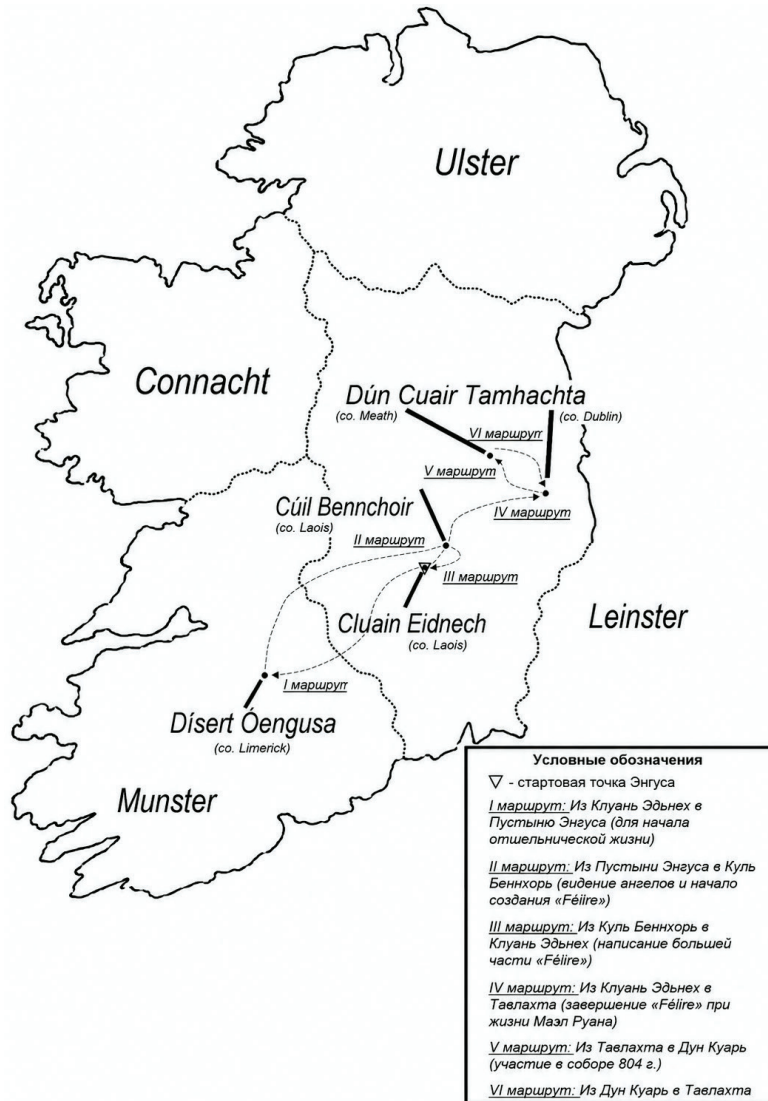 Ulster
Connacht
Dún Cuair Tamhachta
(co. Meath) (co. Dublin)
VI маршрут
V маршрут
Cúil Bennchoir
(co. Laois)
IV маршрут
II маршрут
III маршрут
Cluain Eidnech
(co. Laois)
Leinster
I маршрут
Dísert Óengusa
(co. Limerick)
Munster
Условные обозначения
▽ - стартовая точка Энгуса
I маршрут: Из Клуань Эдьнех в
Пустыню Энгуса (для начала
отшельнической жизни)
II маршрут: Из Пустыни Энгуса в Куль
Беннхорь (видение ангелов и начало
создания «Féiire»)
III маршрут: Из Куль Беннхорь в
Клуань Эдьнех (написание большей
части «Félire»)
IV маршрут: Из Клуань Эдьнех в
Тавлахта (завершение «Félire» при
жизни Маэл Руана)
V маршрут: Из Тавлахта в Дун Куарь
(участие в соборе 804 г.)
VI маршрут: Из Дун Куарь в Тавлахта